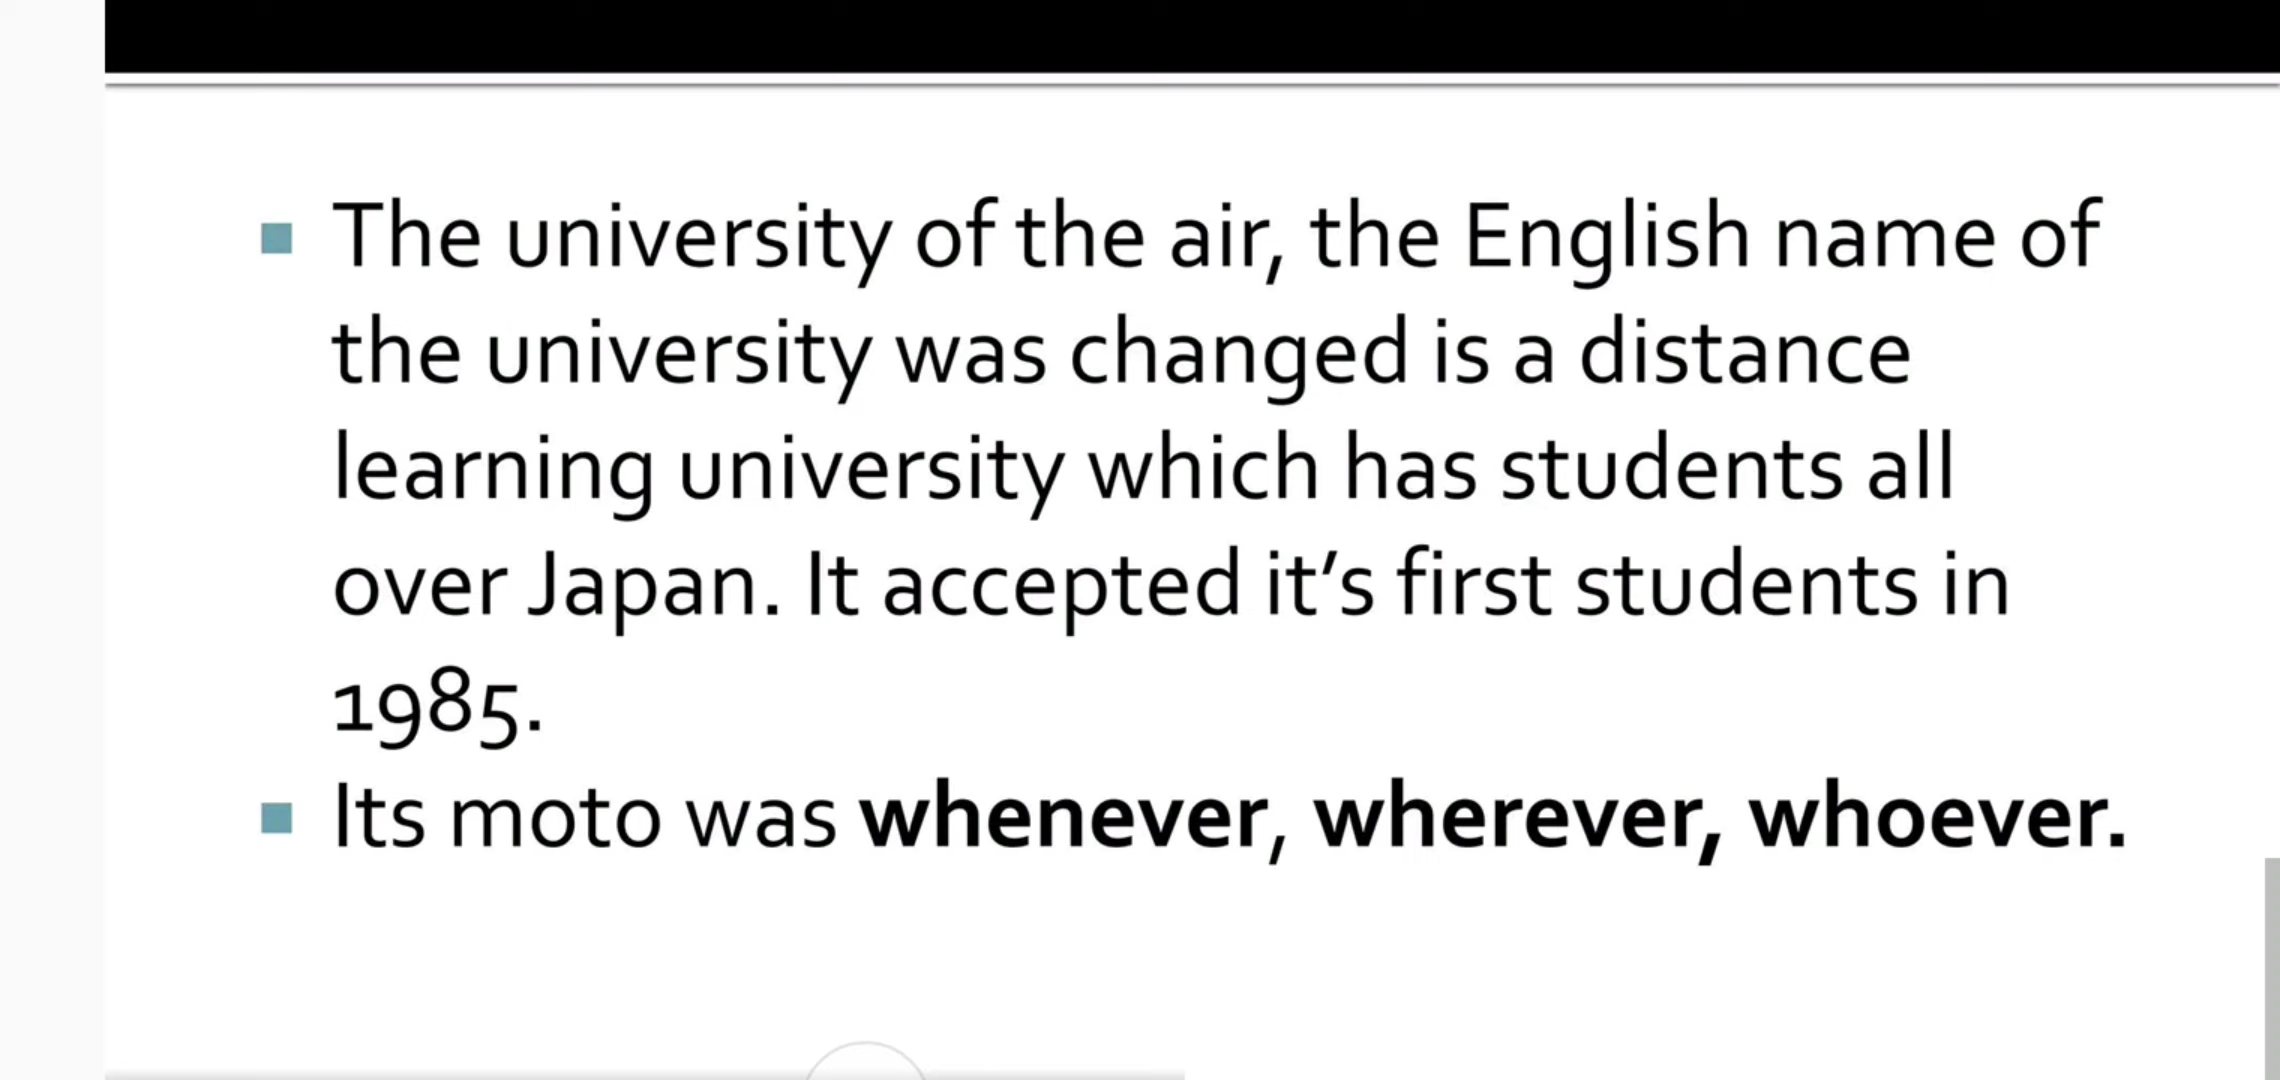 The university of the air, the English name of
the university was changed is a distance
learning university which has students all
over Japan. It accepted it’s first students in
1985.
Its moto was whenever, wherever, whoever.